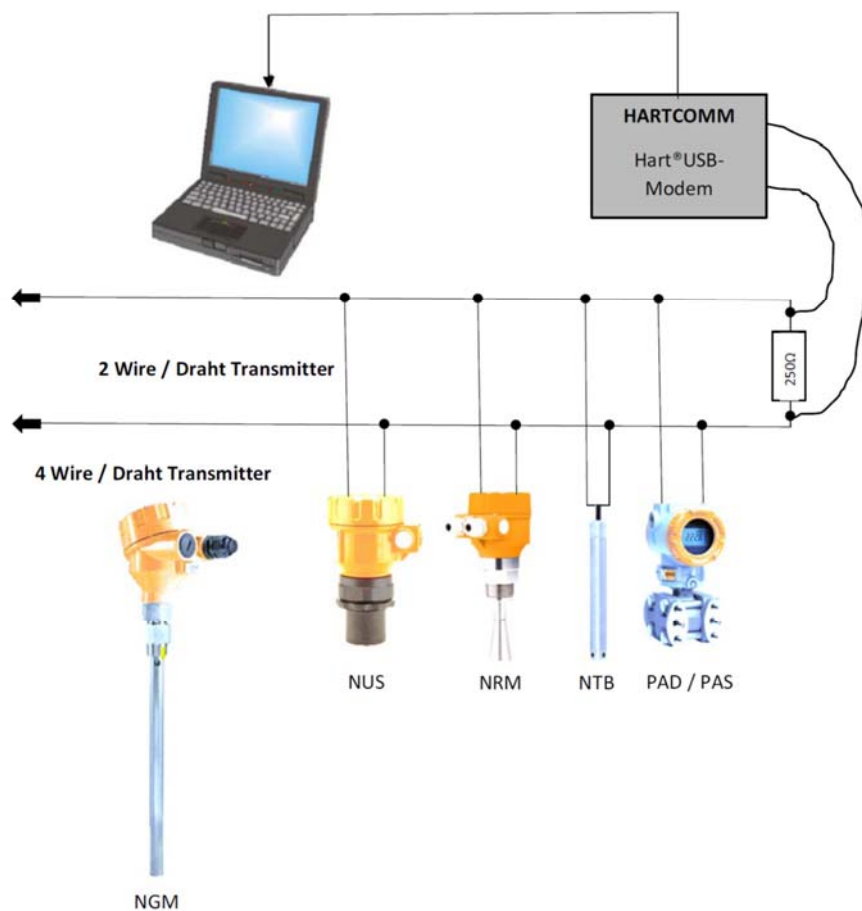 HARTCOMM
Hart®USB-
Modem
2 Wire / Draht Transmitter
250Ω
4 Wire / Draht Transmitter
NUS
NRM
NTB
PAD / PAS
NGM